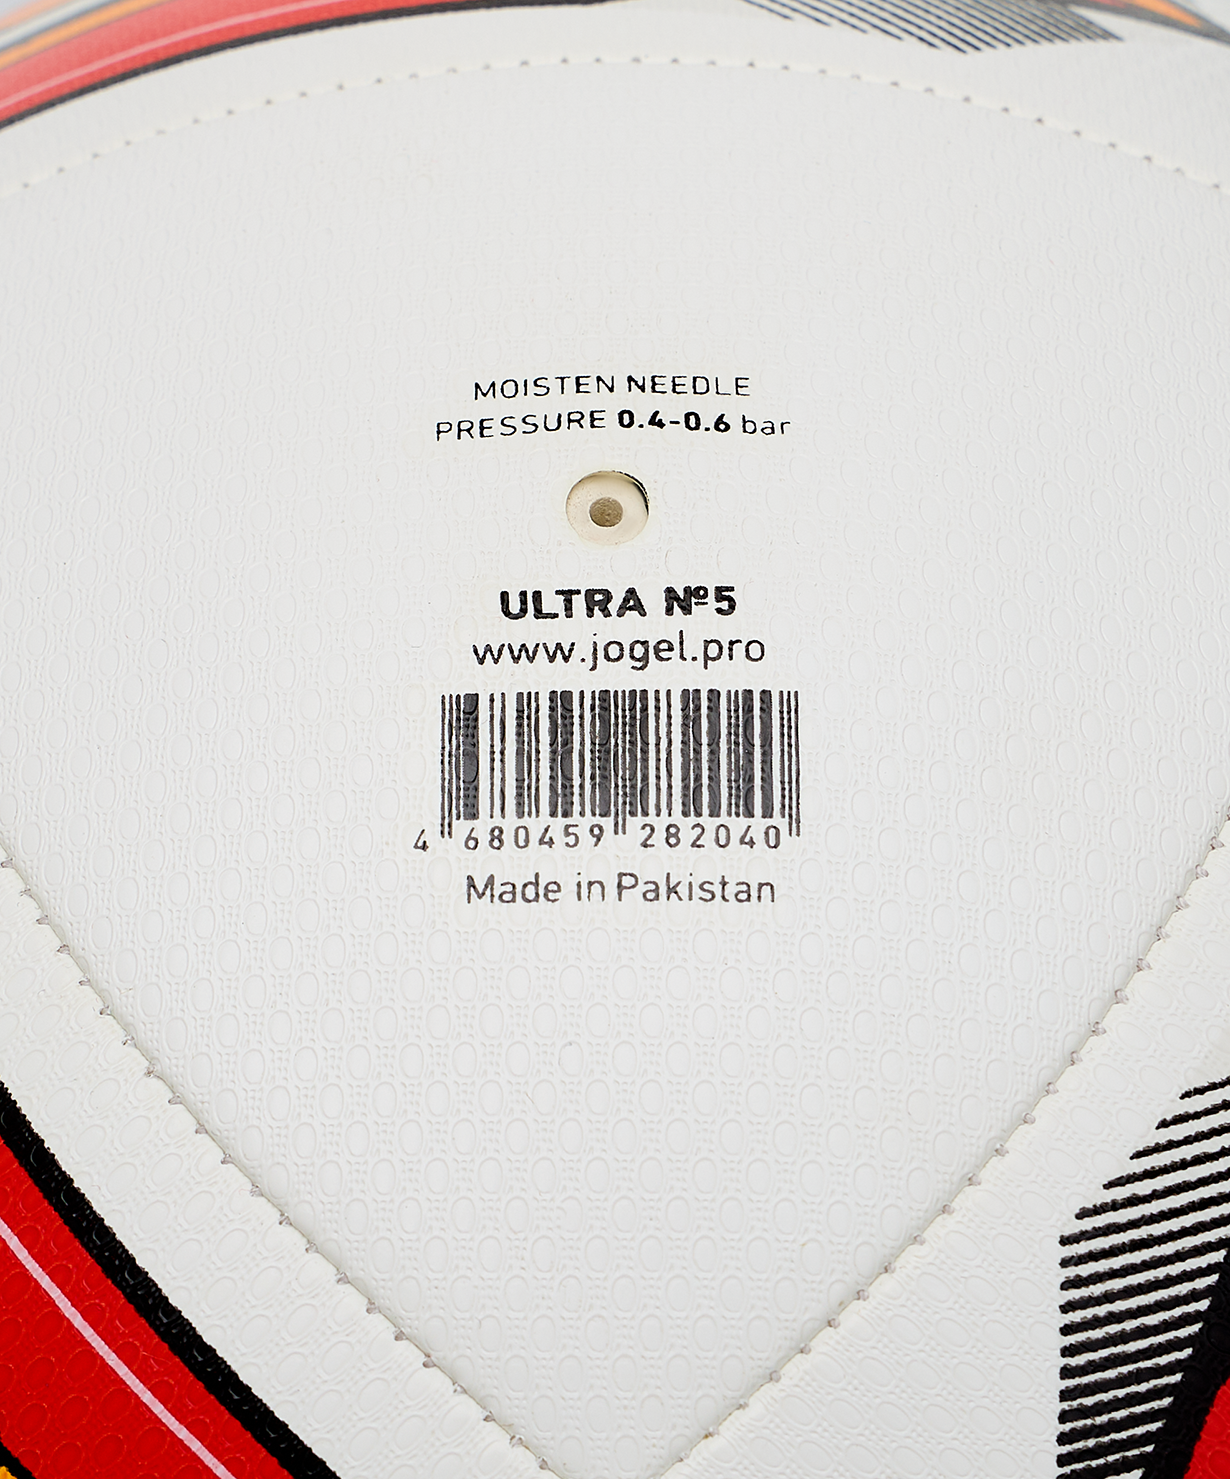 MOISTEN NEEDLE
PRESSURE 0.4-0.6 bar
ULTRA Nº5
www.jogel.pro
4 680459 282040
Made in Pakistan